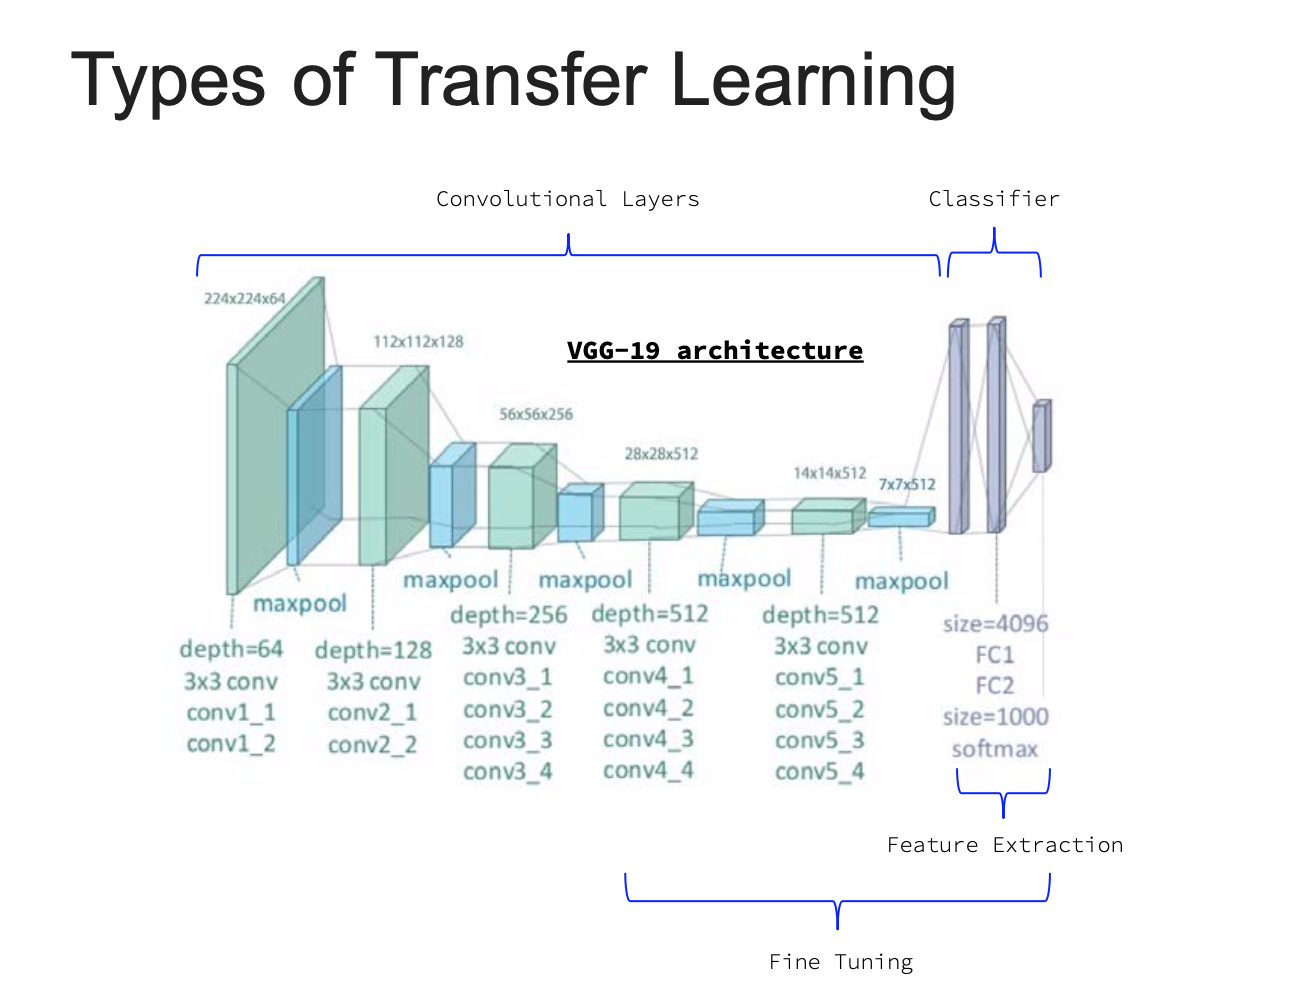 Types of Transfer Learning
Convolutional Layers
Classifier
224x224x64
112x112x128
VGG-19 architecture
56x56x256
28x28x512
14x14x512
7x7x512
maxpool
maxpool
maxpool
maxpool
maxpool
depth=64
3x3 conv
conv1_1
conv1_2
depth=128
3x3 conv
conv2_1
conv2_2
depth=256
3x3 conv
conv3_1
conv3_2
conv3_3
conv3_4
depth=512
3x3 conv
conv4_1
conv4_2
conv4_3
conv4_4
depth=512
3x3 conv
conv5_1
conv5_2
conv5_3
conv5_4
size=4096
FC1
FC2
size=1000
softmax
Feature Extraction
Fine Tuning